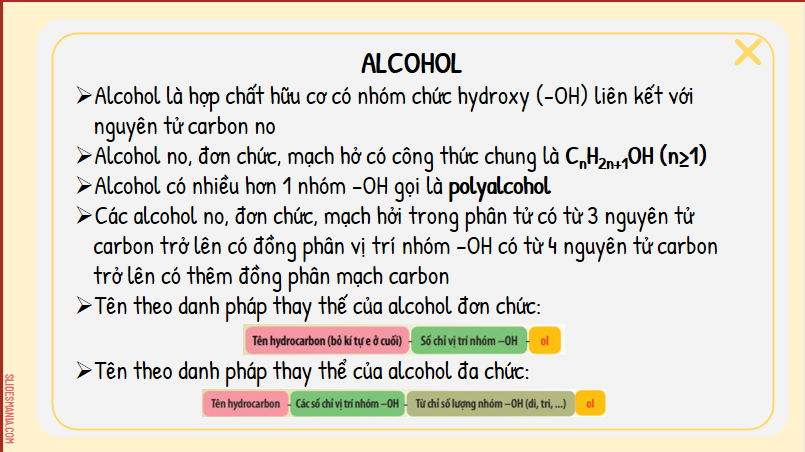 ALCOHOL
➢Alcohol là hợp chất hữu cơ có nhóm chức hydroxy (–OH) liên kết với
nguyên tử carbon no
➢Alcohol no, đơn chức, mạch hở có công thức chung là CₙH₂ₙ₊₁OH (n≥1)
➢Alcohol có nhiều hơn 1 nhóm –OH gọi là polyalcohol
➢Các alcohol no, đơn chức, mạch hởi trong phân tử có từ 3 nguyên tử
carbon trở lên có đồng phân vị trí nhóm –OH có từ 4 nguyên tử carbon
trở lên có thêm đồng phân mạch carbon
➢Tên theo danh pháp thay thế của alcohol đơn chức:
Tên hydrocarbon (bỏ kí tự e ở cuối) - Số chỉ vị trí nhóm –OH - ol
➢Tên theo danh pháp thay thể của alcohol đa chức:
Tên hydrocarbon - Các số chỉ vị trí nhóm –OH - Từ chỉ số lượng nhóm –OH (di, tri, ...) ol
SLIDESMANIA.COM